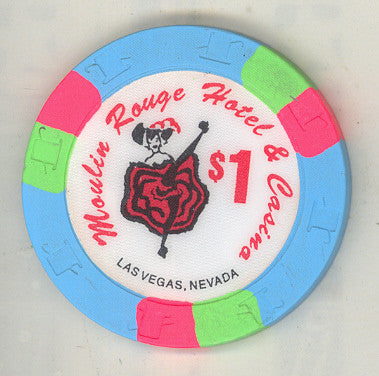 Moulin Rouge Hotel & Casino
$1
LAS VEGAS, NEVADA